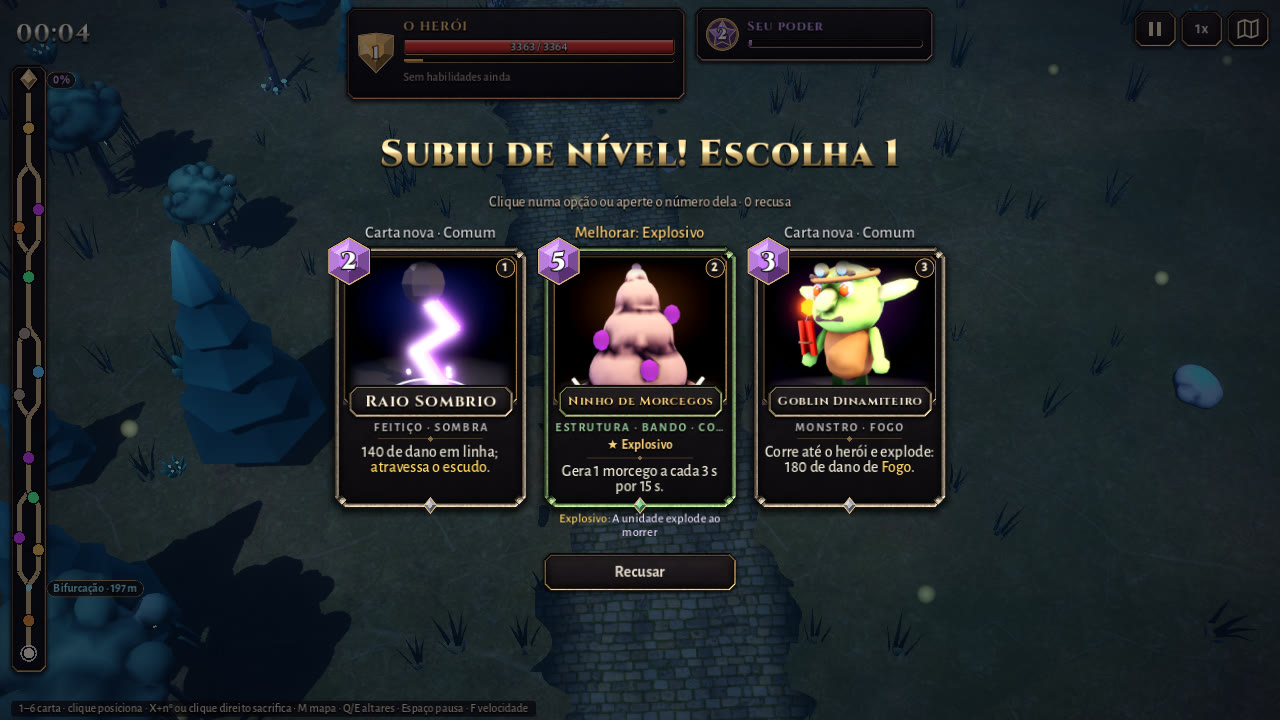 00:04
O HERÓI
1
3363 / 3364
Sem habilidades ainda
2
SEU PODER
1x
0%
SUBIU DE NÍVEL! ESCOLHA 1
Clique numa opção ou aperte o número dela · 0 recusa
Carta nova · Comum
Melhorar: Explosivo
Carta nova · Comum
2
1
5
2
3
3
RAIO SOMBRIO
NINHO DE MORCEGOS
GOBLIN DINAMITEIRO
FEITIÇO · SOMBRA
ESTRUTURA · BANDO · CO...
MONSTRO · FOGO
140 de dano em linha;
atravessa o escudo.
★ Explosivo
Gera 1 morcego a cada 3 s
por 15 s.
Corre até o herói e explode:
180 de dano de Fogo.
Explosivo: A unidade explode ao
morrer
Recusar
Bifurcação · 197 m
1–6 carta · clique posiciona · X+nº ou clique direito sacrifica · M mapa · Q/E altares · Espaço pausa · F velocidade